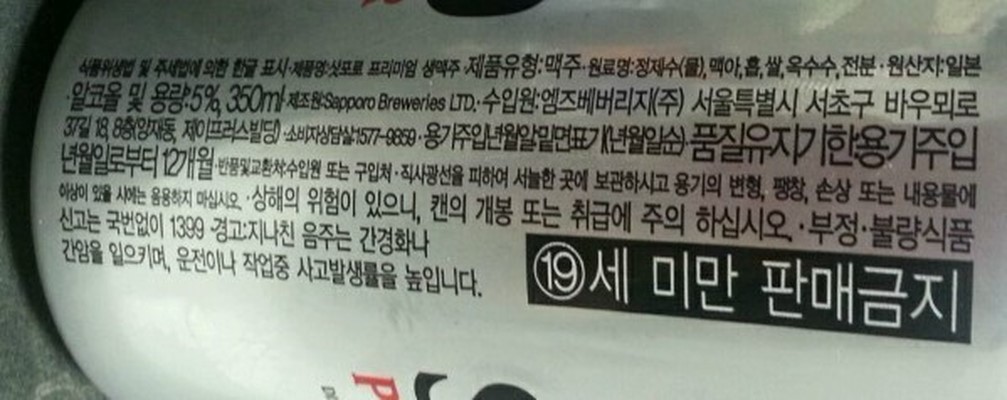 식품위생법 및 주세법에 의한 한글 표시·제품명:삿포로 프리미엄 생맥주·제품유형:맥주·원료명:정제수(물),맥아,홉,쌀,옥수수,전분·원산지:일본
·알코올 및 용량:5%, 350ml·제조원:Sapporo Breweries LTD.·수입원:엠즈베버리지(주) 서울특별시 서초구 바우뫼로
37길 18, 8층(양재동, 제이플러스빌딩)·소비자상담실1577-9859·용기주입년월일:밑면표기(년월일순)·품질유지기한:용기주입
년월일로부터 12개월·반품및교환처:수입원 또는 구입처·직사광선을 피하여 서늘한 곳에 보관하시고 용기의 변형, 팽창, 손상 또는 내용물에
이상이 있을 시에는 음용하지 마십시오.·상해의 위험이 있으니, 캔의 개봉 또는 취급에 주의 하십시오.·부정·불량식품
신고는 국번없이 1399·경고:지나친 음주는 간경화나
간암을 일으키며, 운전이나 작업중 사고발생률을 높입니다.
⑲세 미만 판매금지
P
S